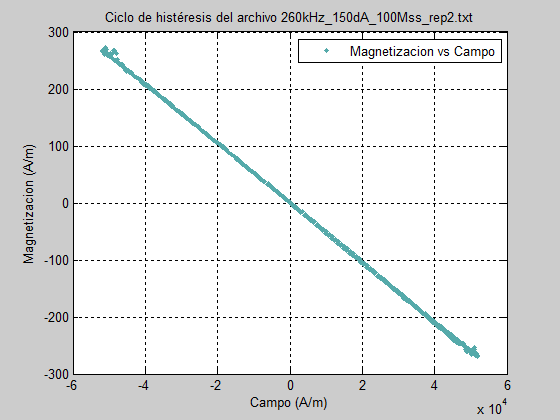 Ciclo de histéresis del archivo 260kHz_150dA_100Mss_rep2.txt
Magnetizacion vs Campo
300
200
100
0
-100
-200
-300
Magnetizacion (A/m)
-6 -4 -2 0 2 4 6
x 10^4
Campo (A/m)